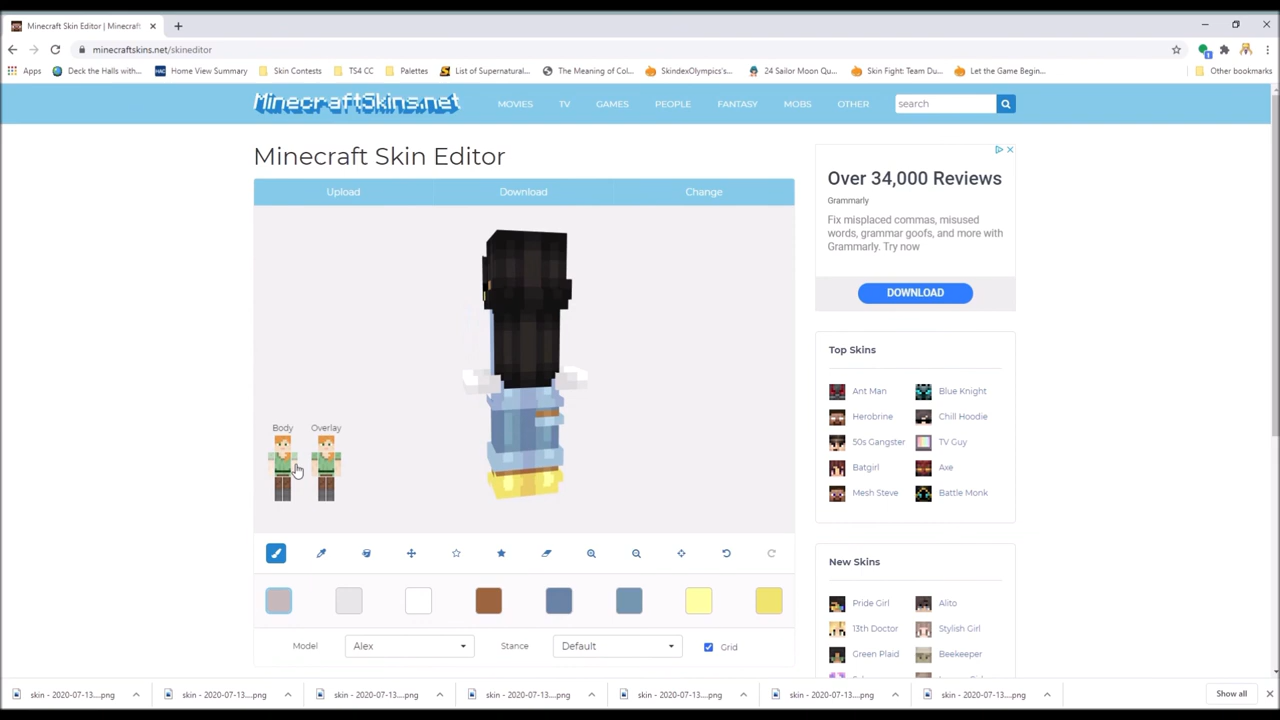 Minecraft Skin Editor | Minecraft
minecraftskins.net/skineditor
Apps
Deck the Halls with...
HAC
Home View Summary
Skin Contests
TS4 CC
Palettes
List of Supernatural...
The Meaning of Col...
SkindexOlympics's...
24 Sailor Moon Qu...
Skin Fight: Team Du...
Let the Game Begin...
Other bookmarks
MinecraftSkins.net
MOVIES
TV
GAMES
PEOPLE
FANTASY
MOBS
OTHER
search
Minecraft Skin Editor
Upload
Download
Change
Body
Overlay
Model
Alex
Stance
Default
Grid
Over 34,000 Reviews
Grammarly
Fix misplaced commas, misused
words, grammar goofs, and more with
Grammarly. Try now
DOWNLOAD
Top Skins
Ant Man
Blue Knight
Herobrine
Chill Hoodie
50s Gangster
TV Guy
Batgirl
Axe
Mesh Steve
Battle Monk
New Skins
Pride Girl
Alito
13th Doctor
Stylish Girl
Green Plaid
Beekeeper
skin - 2020-07-13....png
skin - 2020-07-13....png
skin - 2020-07-13....png
skin - 2020-07-13....png
skin - 2020-07-13....png
skin - 2020-07-13....png
skin - 2020-07-13....png
Show all